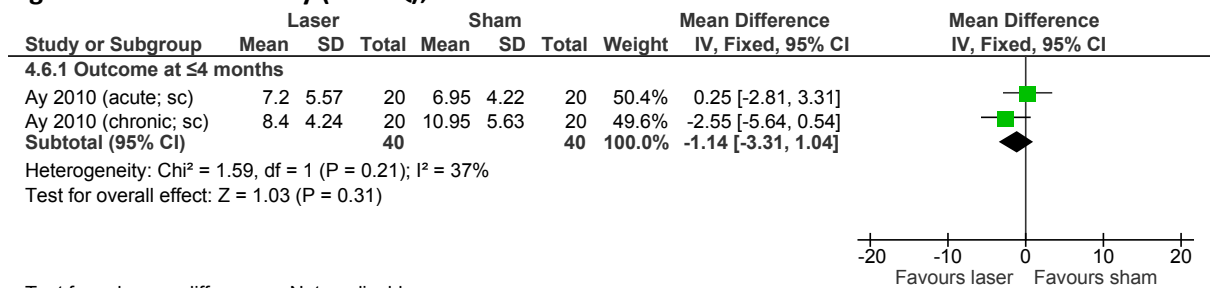 Laser Sham Mean Difference Mean Difference
Study or Subgroup Mean SD Total Mean SD Total Weight IV, Fixed, 95% CI IV, Fixed, 95% CI
4.6.1 Outcome at ≤4 months
Ay 2010 (acute; sc) 7.2 5.57 20 6.95 4.22 20 50.4% 0.25 [-2.81, 3.31]
Ay 2010 (chronic; sc) 8.4 4.24 20 10.95 5.63 20 49.6% -2.55 [-5.64, 0.54]
Subtotal (95% CI) 40 40 100.0% -1.14 [-3.31, 1.04]
Heterogeneity: Chi² = 1.59, df = 1 (P = 0.21); I² = 37%
Test for overall effect: Z = 1.03 (P = 0.31)
-20 -10 0 10 20
Favours laser Favours sham